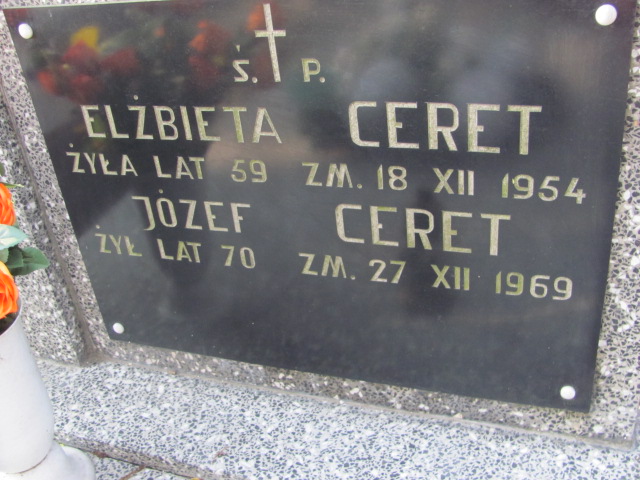 Ś. P.
ELŻBIETA CERET
ŻYŁA LAT 59 ZM. 18 XII 1954
JÓZEF CERET
ŻYŁ LAT 70 ZM. 27 XII 1969